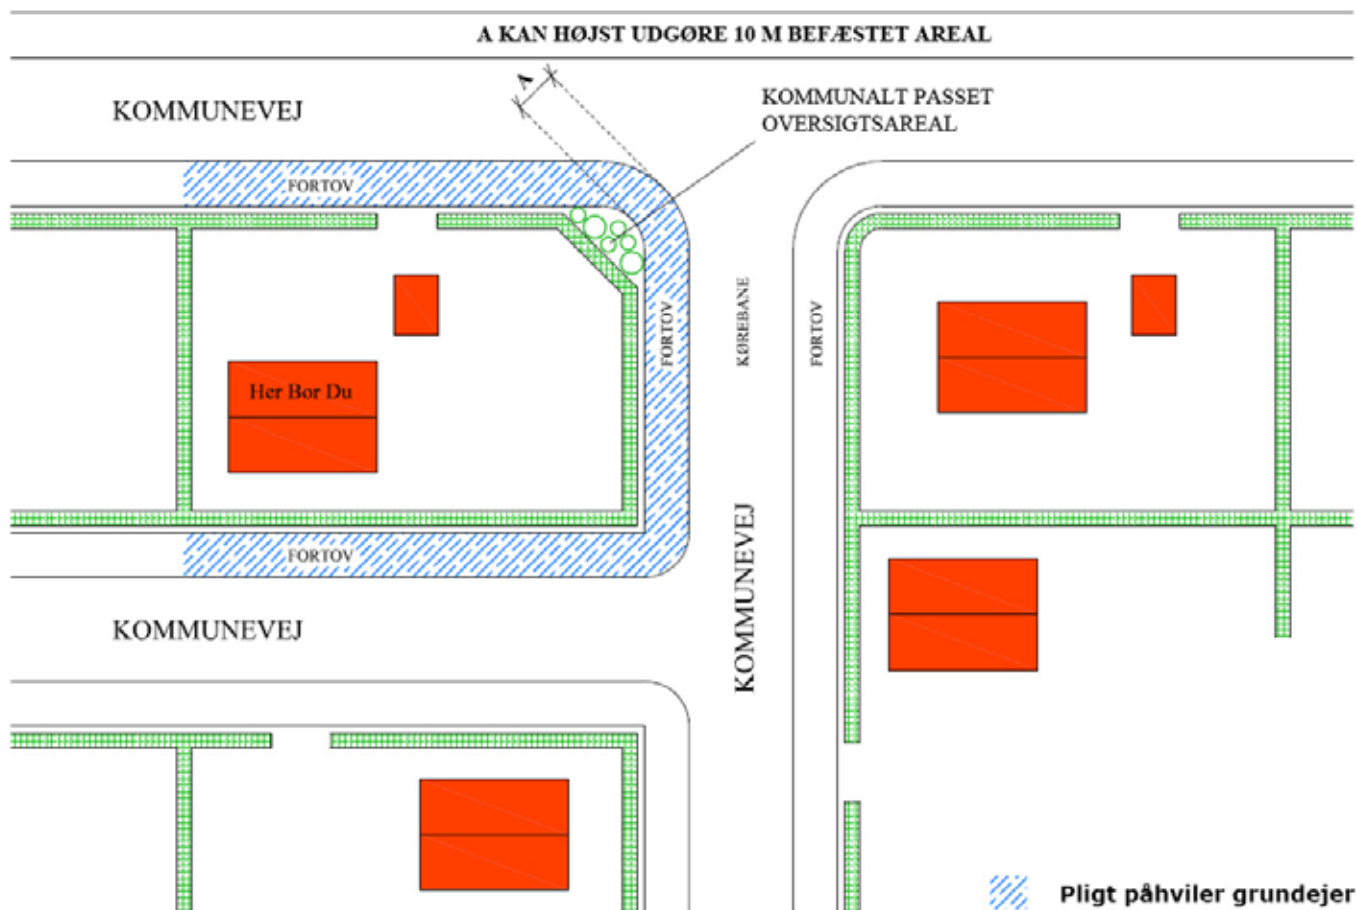 A KAN HØJST UDGØRE 10 M BEFÆSTET AREAL
A
KOMMUNEVEJ
KOMMUNALT PASSET
OVERSIGTSAREAL
FORTOV
FORTOV
KØREBANE
FORTOV
Her Bor Du
FORTOV
KOMMUNEVEJ
KOMMUNEVEJ
Pligt påhviler grundejer